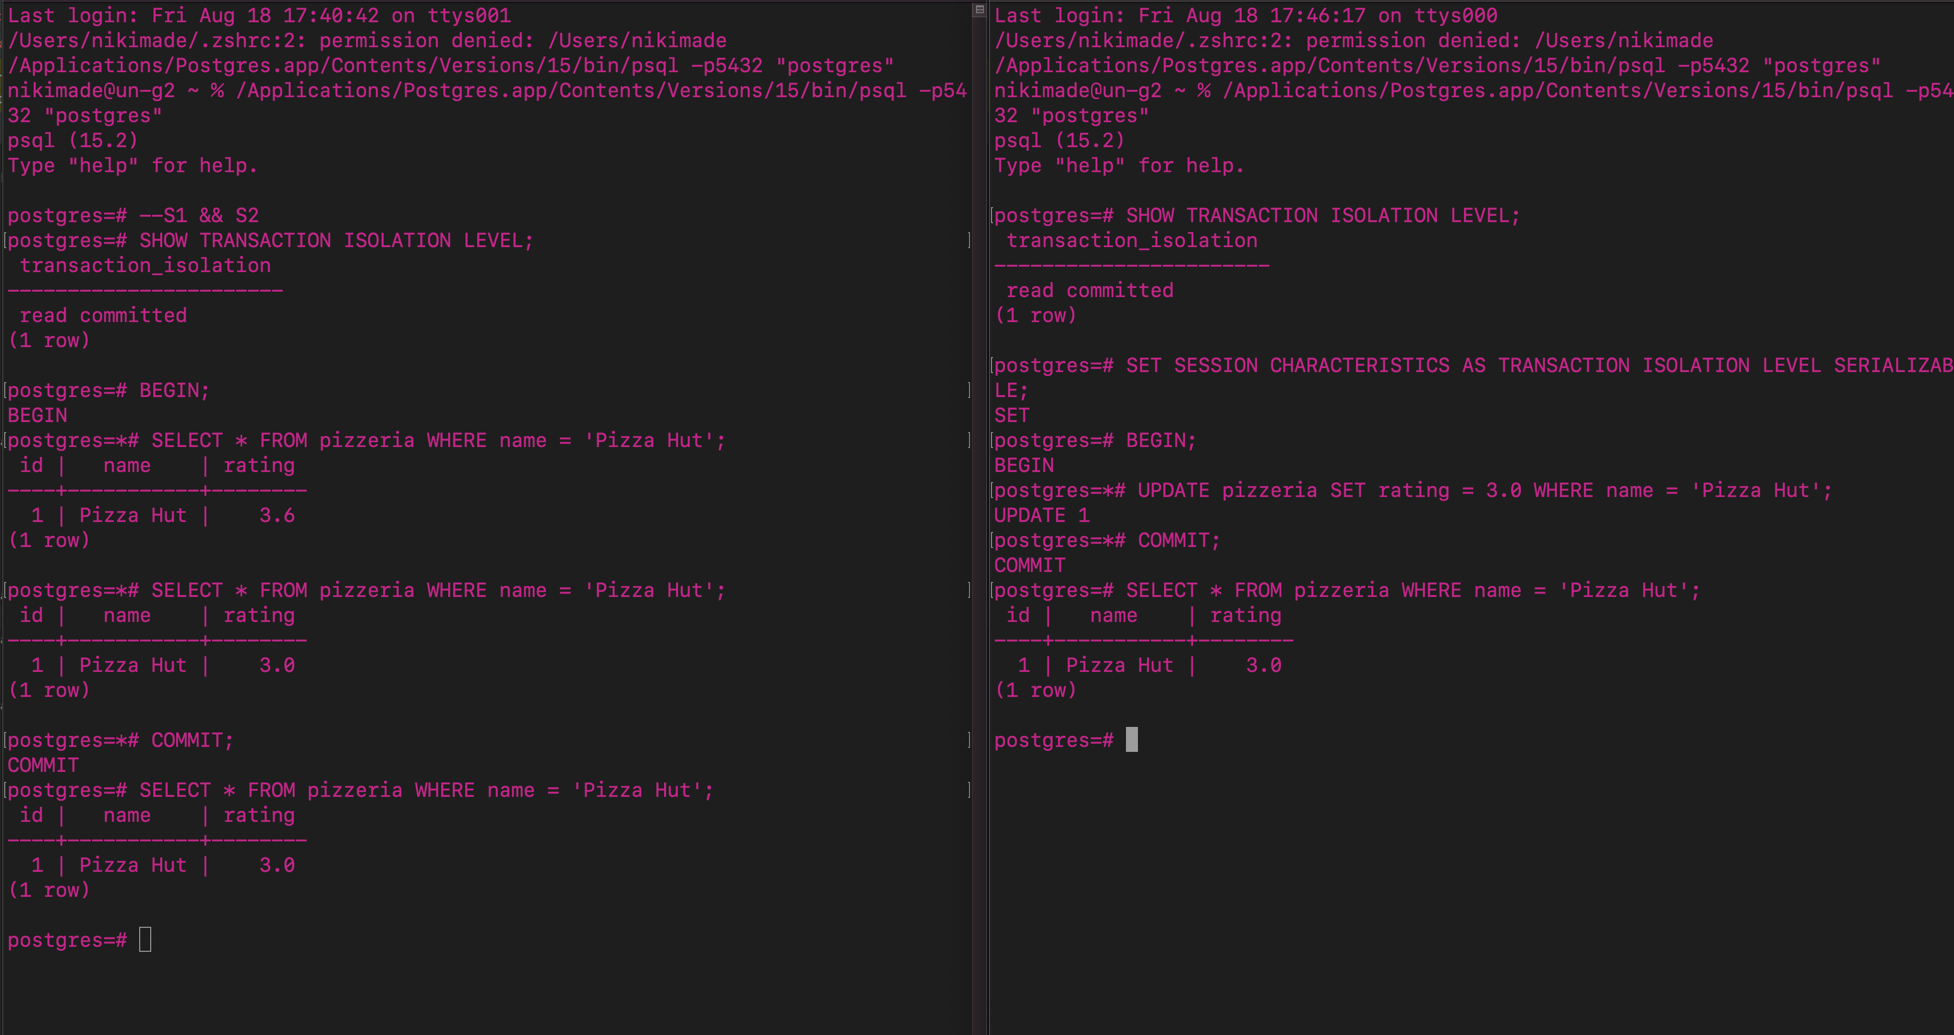 Last login: Fri Aug 18 17:40:42 on ttys001
/Users/nikimade/.zshrc:2: permission denied: /Users/nikimade
/Applications/Postgres.app/Contents/Versions/15/bin/psql -p5432 "postgres"
nikimade@un-g2 ~ % /Applications/Postgres.app/Contents/Versions/15/bin/psql -p54
32 "postgres"
psql (15.2)
Type "help" for help.

postgres=# --S1 && S2
[postgres=# SHOW TRANSACTION ISOLATION LEVEL; ]
 transaction_isolation
-----------------------
 read committed
(1 row)

[postgres=# BEGIN; ]
BEGIN
[postgres=*# SELECT * FROM pizzeria WHERE name = 'Pizza Hut'; ]
 id |   name    | rating
----+-----------+--------
  1 | Pizza Hut |    3.6
(1 row)

[postgres=*# SELECT * FROM pizzeria WHERE name = 'Pizza Hut'; ]
 id |   name    | rating
----+-----------+--------
  1 | Pizza Hut |    3.0
(1 row)

[postgres=*# COMMIT; ]
COMMIT
[postgres=# SELECT * FROM pizzeria WHERE name = 'Pizza Hut'; ]
 id |   name    | rating
----+-----------+--------
  1 | Pizza Hut |    3.0
(1 row)

postgres=#
Last login: Fri Aug 18 17:46:17 on ttys000
/Users/nikimade/.zshrc:2: permission denied: /Users/nikimade
/Applications/Postgres.app/Contents/Versions/15/bin/psql -p5432 "postgres"
nikimade@un-g2 ~ % /Applications/Postgres.app/Contents/Versions/15/bin/psql -p54
32 "postgres"
psql (15.2)
Type "help" for help.

[postgres=# SHOW TRANSACTION ISOLATION LEVEL;
 transaction_isolation
-----------------------
 read committed
(1 row)

[postgres=# SET SESSION CHARACTERISTICS AS TRANSACTION ISOLATION LEVEL SERIALIZAB
LE;
SET
[postgres=# BEGIN;
BEGIN
[postgres=*# UPDATE pizzeria SET rating = 3.0 WHERE name = 'Pizza Hut';
UPDATE 1
[postgres=*# COMMIT;
COMMIT
[postgres=# SELECT * FROM pizzeria WHERE name = 'Pizza Hut';
 id |   name    | rating
----+-----------+--------
  1 | Pizza Hut |    3.0
(1 row)

postgres=#